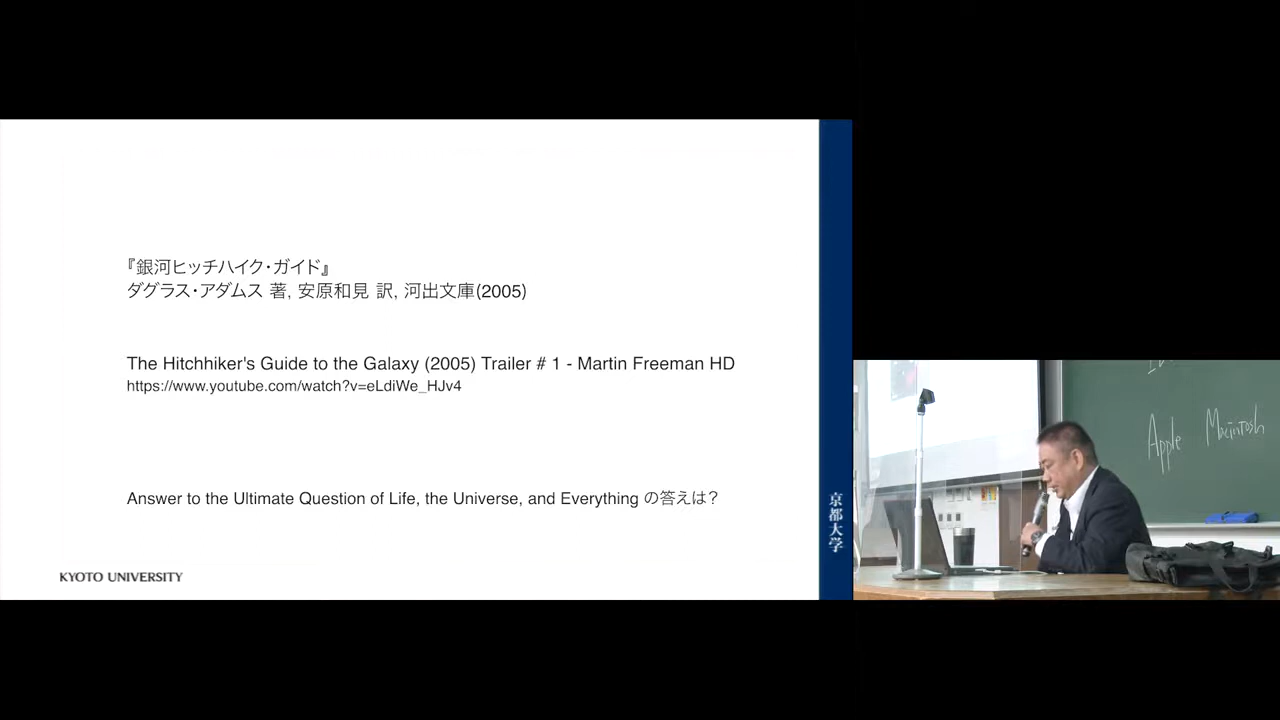 『銀河ヒッチハイク・ガイド』
ダグラス・アダムス 著, 安原和見 訳, 河出文庫(2005)
The Hitchhiker's Guide to the Galaxy (2005) Trailer # 1 - Martin Freeman HD
https://www.youtube.com/watch?v=eLdiWe_HJv4
Answer to the Ultimate Question of Life, the Universe, and Everything の答えは？
KYOTO UNIVERSITY
京都大学
Apple Macintosh